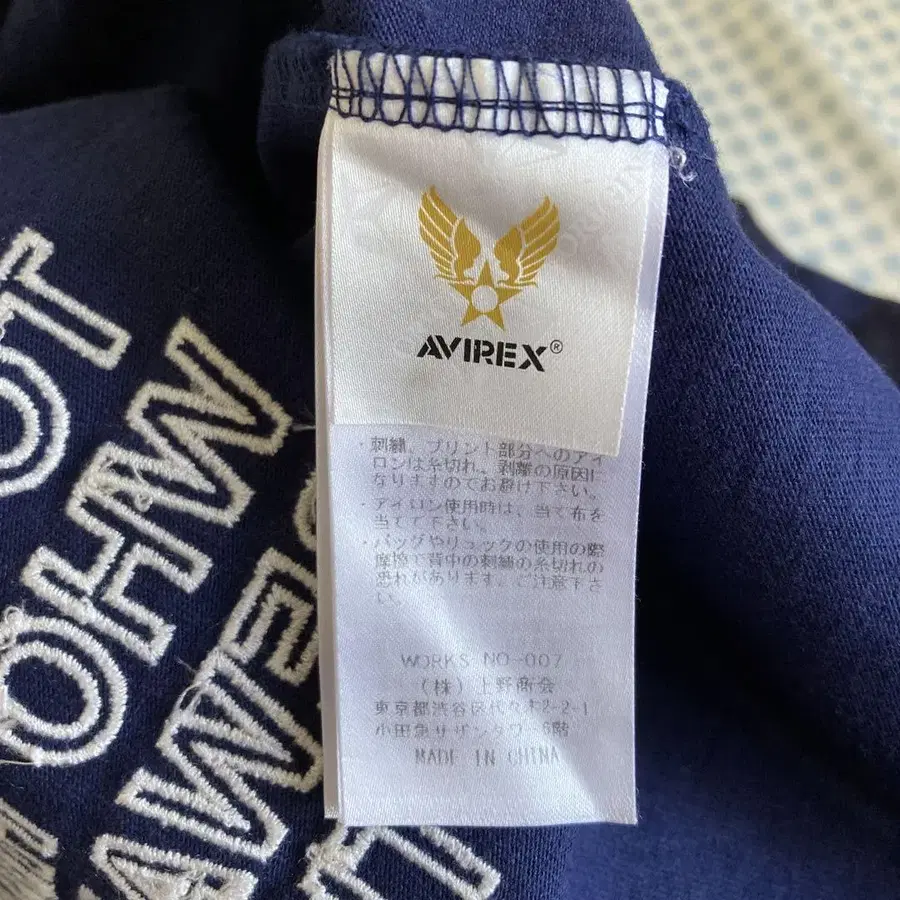 AVIREX®
・刺繍、プリント部分へのアイ
ロンは糸切れ、剥離の原因に
なりますのでお避け下さい。
・アイロン使用時は、当て布を
当てて下さい。
・バッグやリュックの使用の際
摩擦で背中の刺繍の糸切れの
恐れがあります。ご注意下さ
い。
WORKS NO-007
(株)上野商会
東京都渋谷区代々木2-2-1
小田急サザンタワー 6階
MADE IN CHINA
OT
WHO
AWE